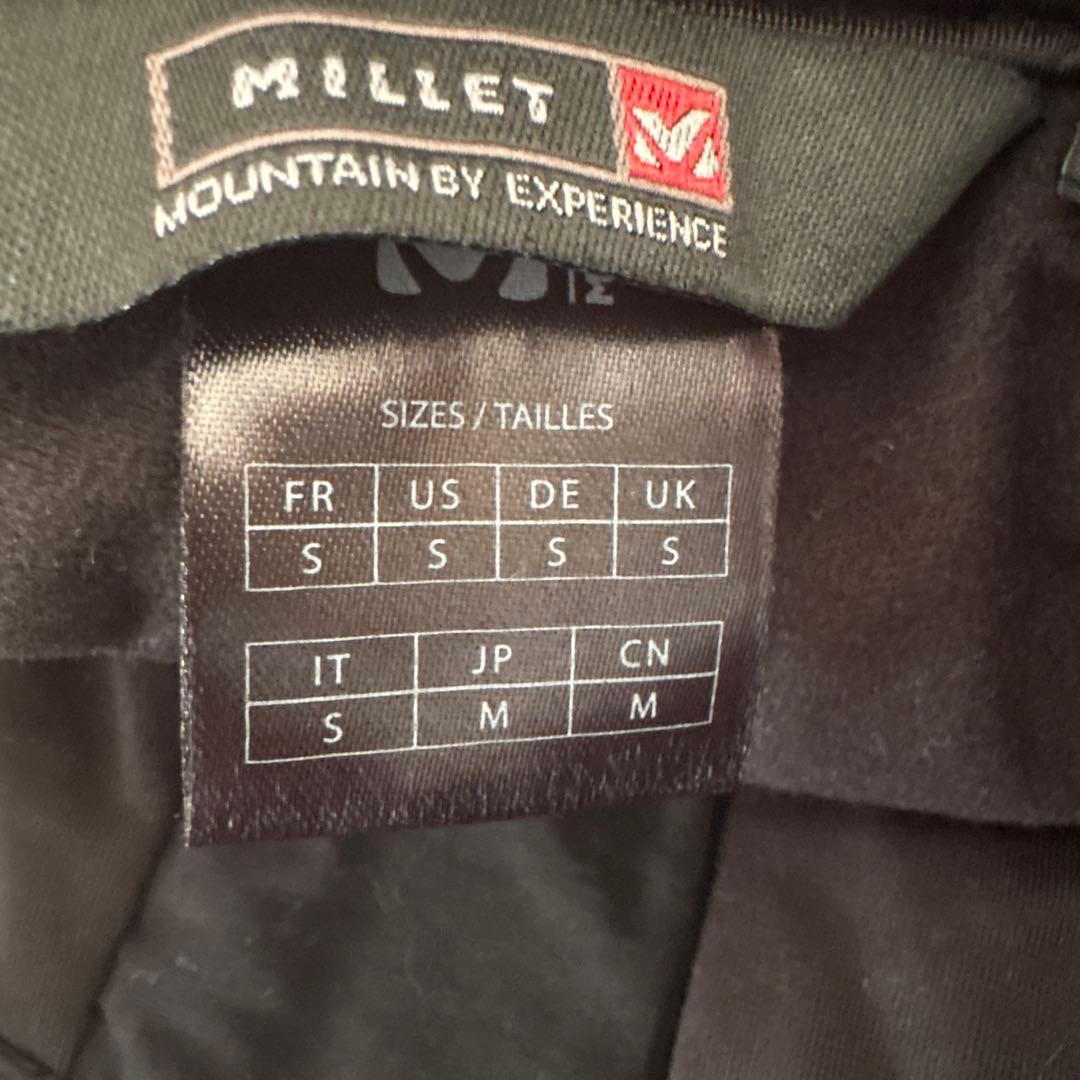 MILLET
MOUNTAIN BY EXPERIENCE
SIZES / TAILLES
FR US DE UK
S S S S
IT JP CN
S M M